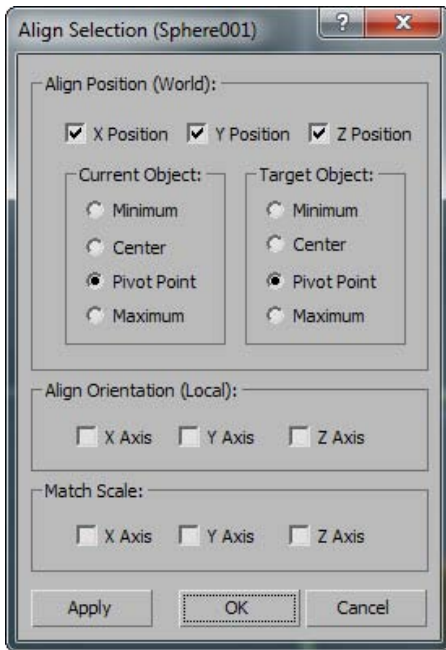 Align Selection (Sphere001)
?
Align Position (World):
X Position Y Position Z Position
Current Object: Target Object:
Minimum Minimum
Center Center
Pivot Point Pivot Point
Maximum Maximum
Align Orientation (Local):
X Axis Y Axis Z Axis
Match Scale:
X Axis Y Axis Z Axis
Apply OK Cancel